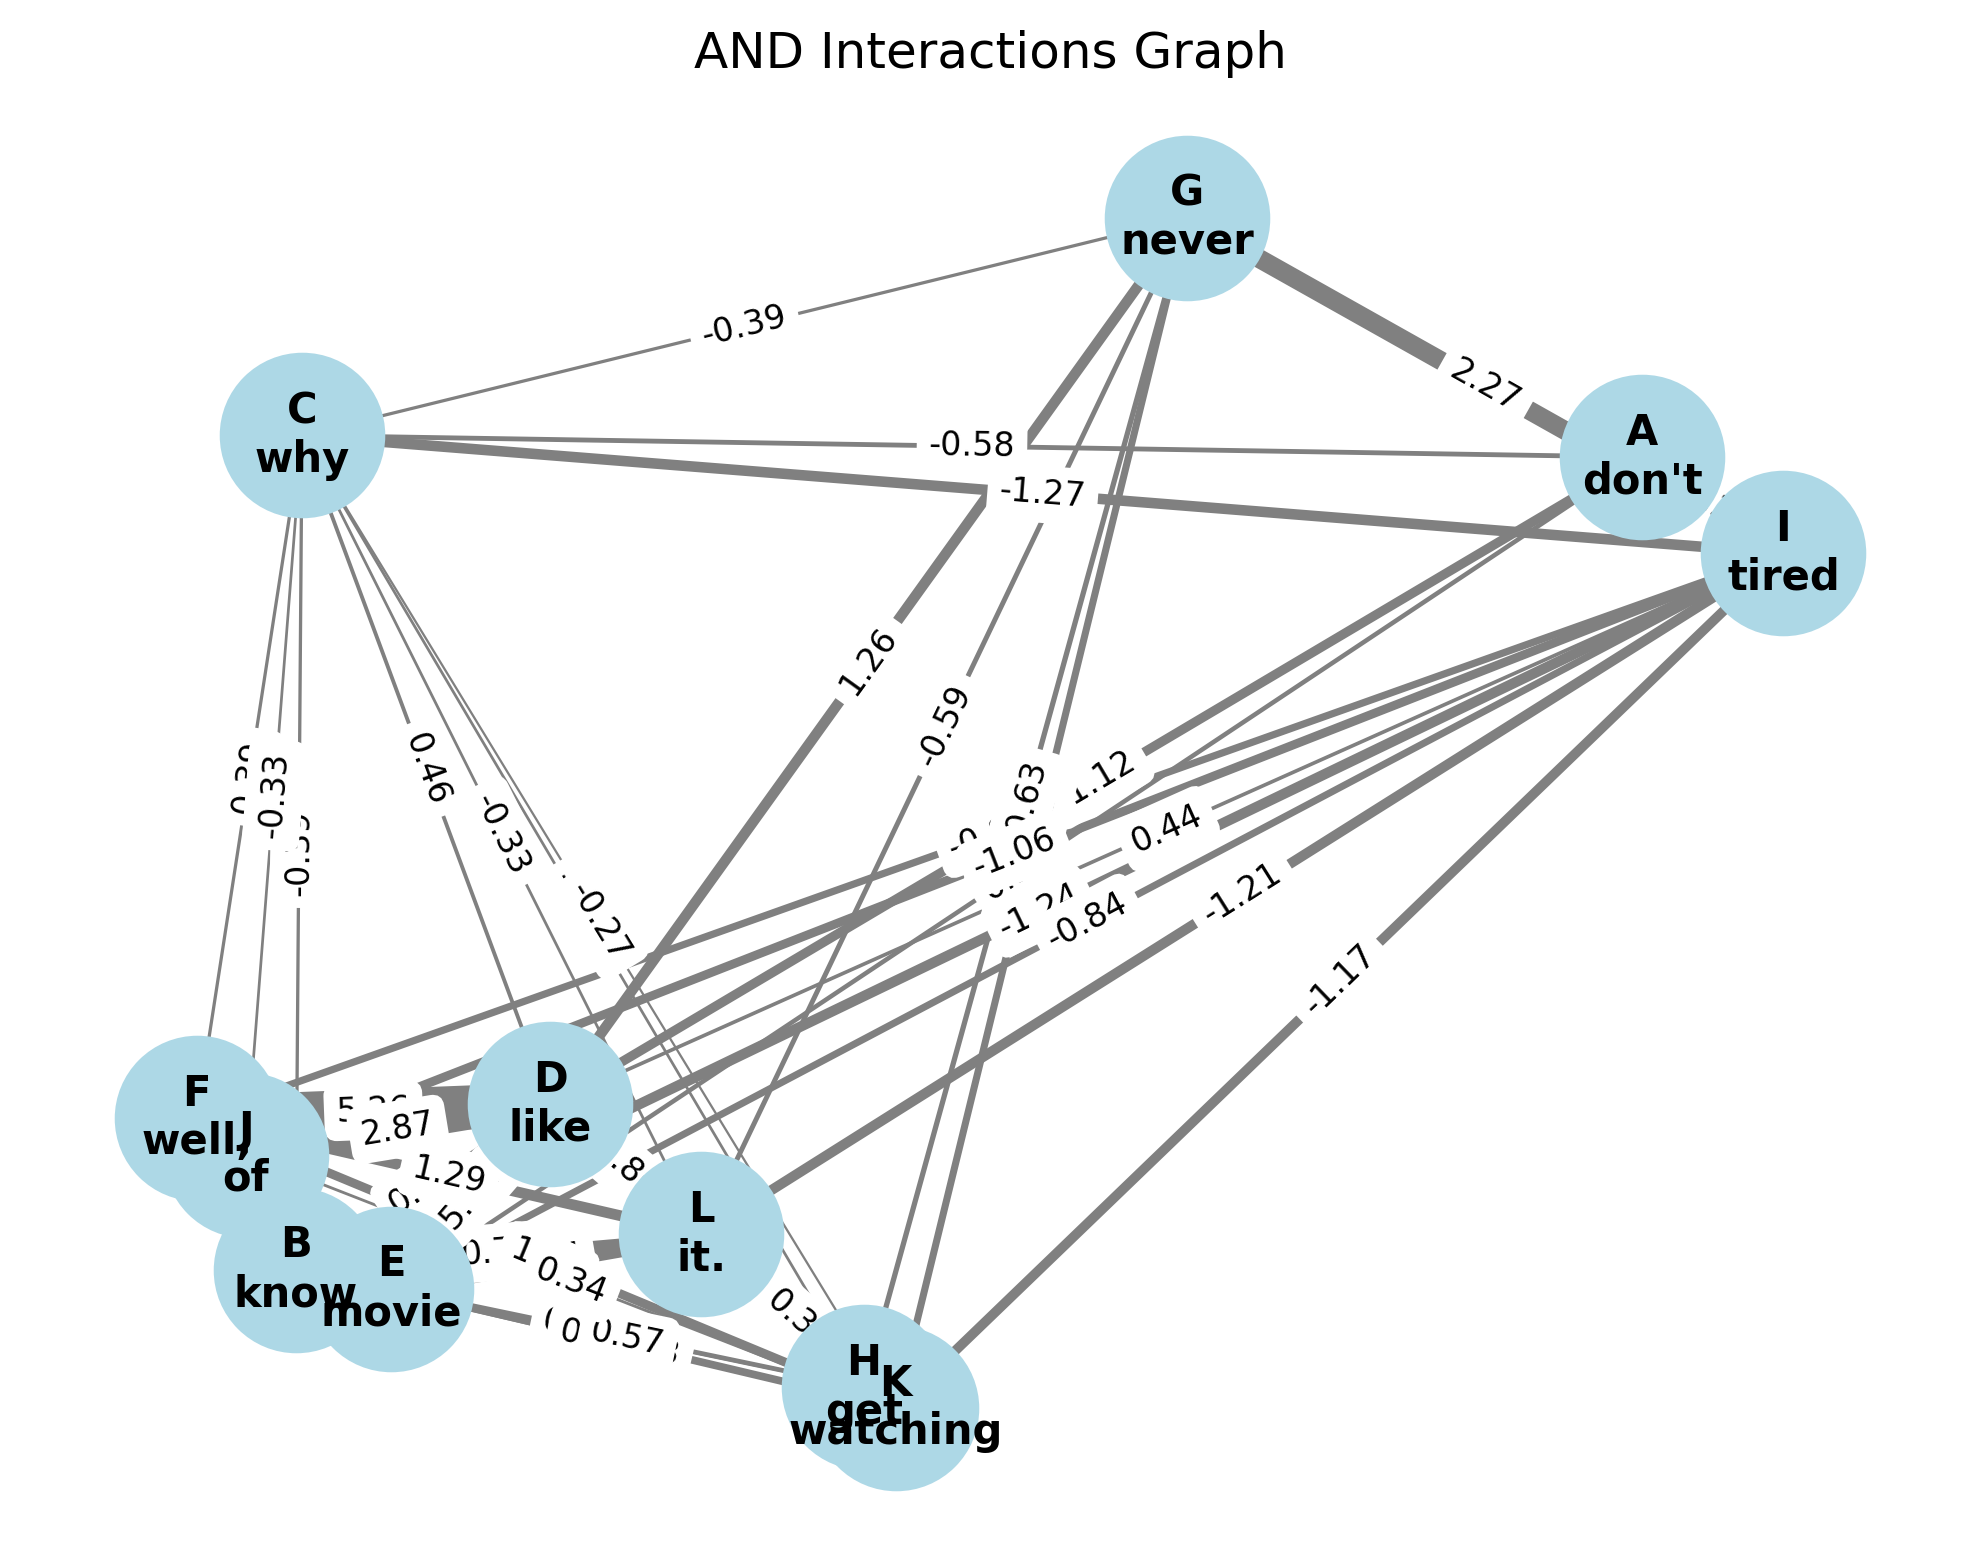 AND Interactions Graph
G
never
-0.39
2.27
C
why
A
don't
-0.58
-1.27
I
tired
1.26
-0.59
0.46
-0.33
-0.33
0.63
1.12
-1.06
0.44
-0.27
-1.24
-0.84
-1.21
-1.17
F
well,
J
of
D
like
2.87
1.29
L
it.
B
know
E
movie
0.34
0.57
H
get
K
watching